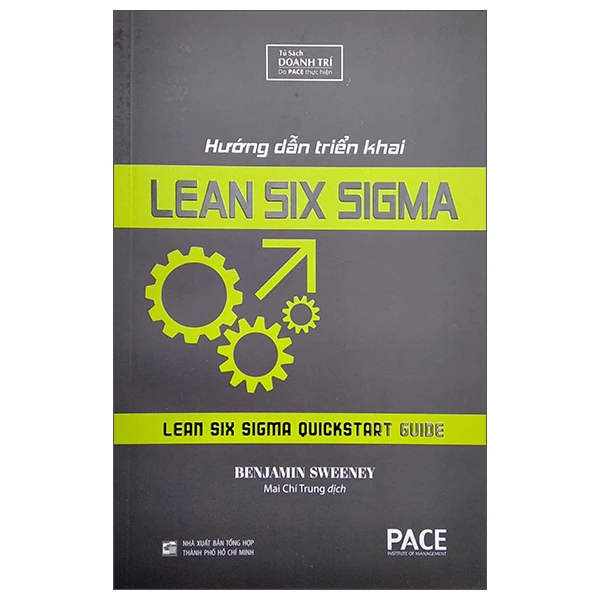 Tủ Sách
DOANH TRÍ
Do PACE thực hiện
Hướng dẫn triển khai
LEAN SIX SIGMA
LEAN SIX SIGMA QUICKSTART GUIDE
BENJAMIN SWEENEY
Mai Chí Trung dịch
NHÀ XUẤT BẢN TỔNG HỢP
THÀNH PHỐ HỒ CHÍ MINH
PACE
INSTITUTE OF MANAGEMENT